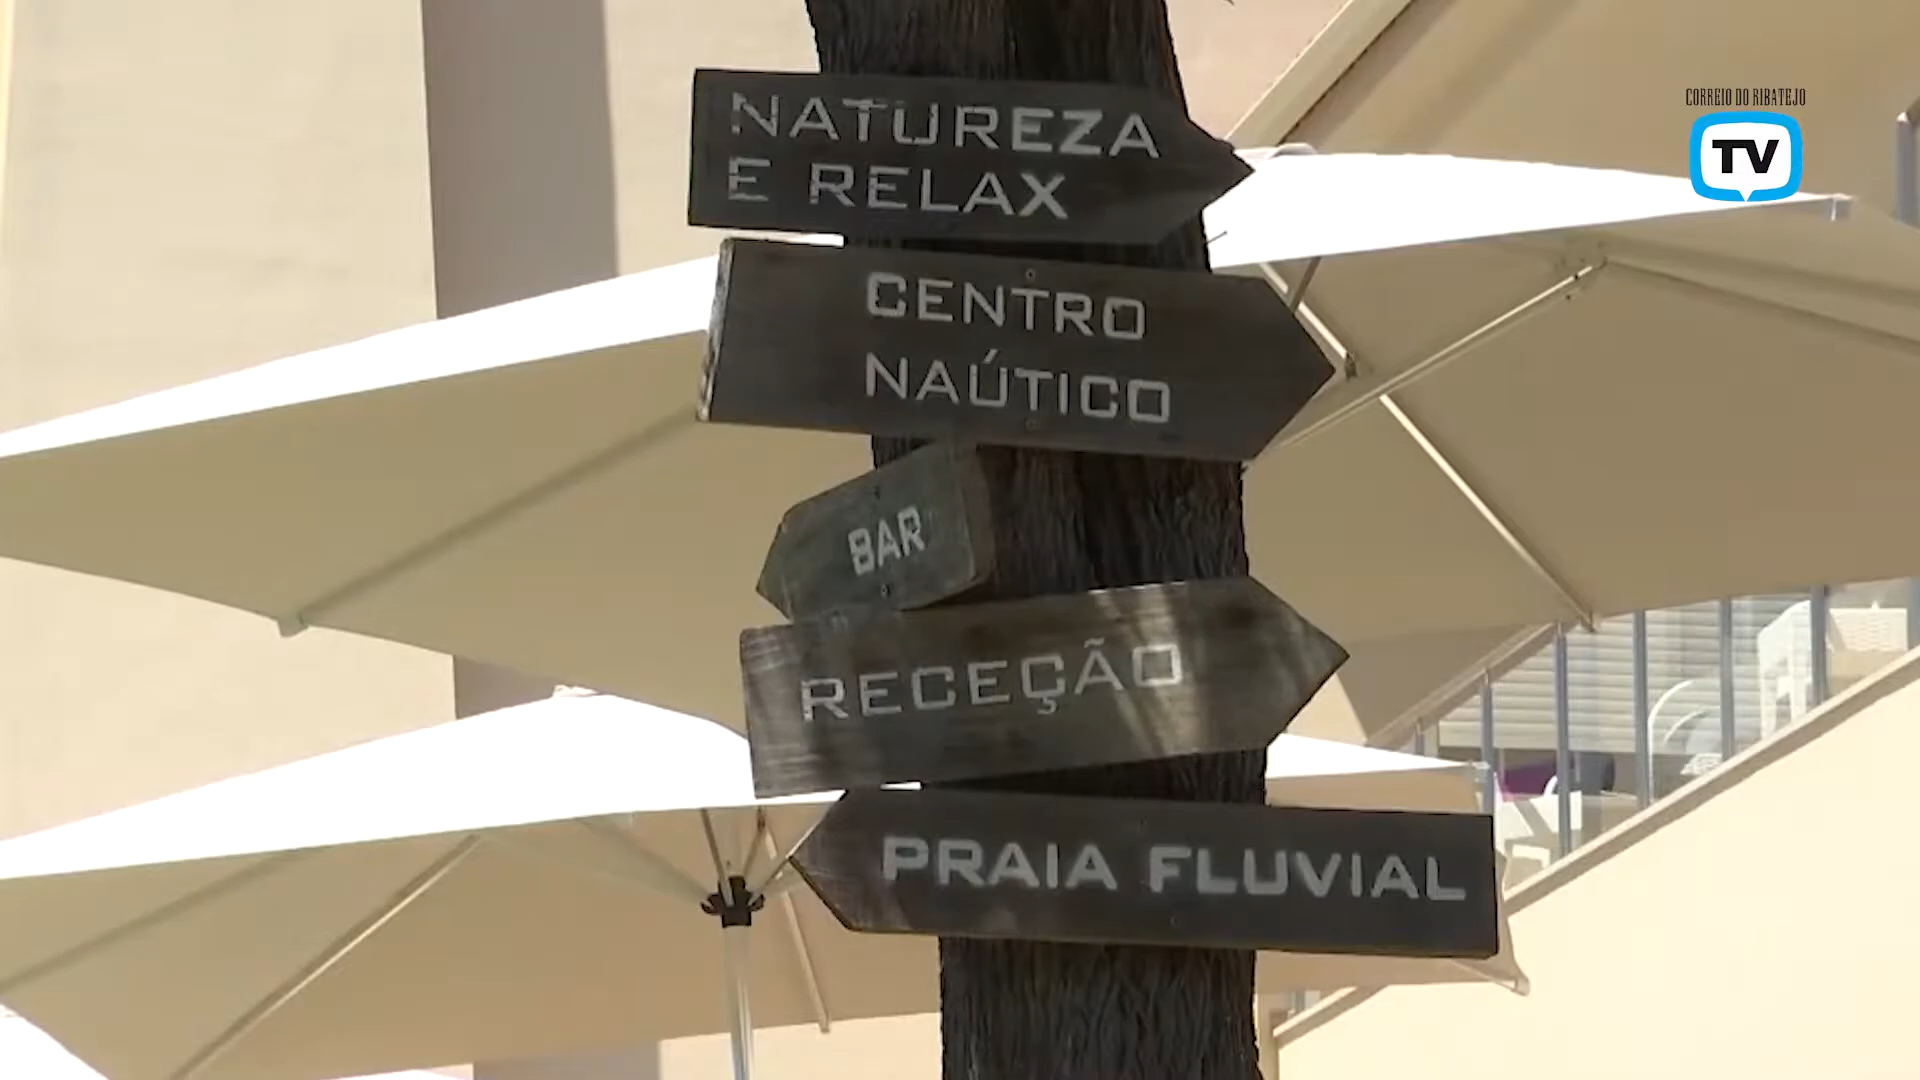 CORREIO DO RIBATEJO
TV
NATUREZA
E RELAX
CENTRO
NAÚTICO
BAR
RECEÇÃO
PRAIA FLUVIAL